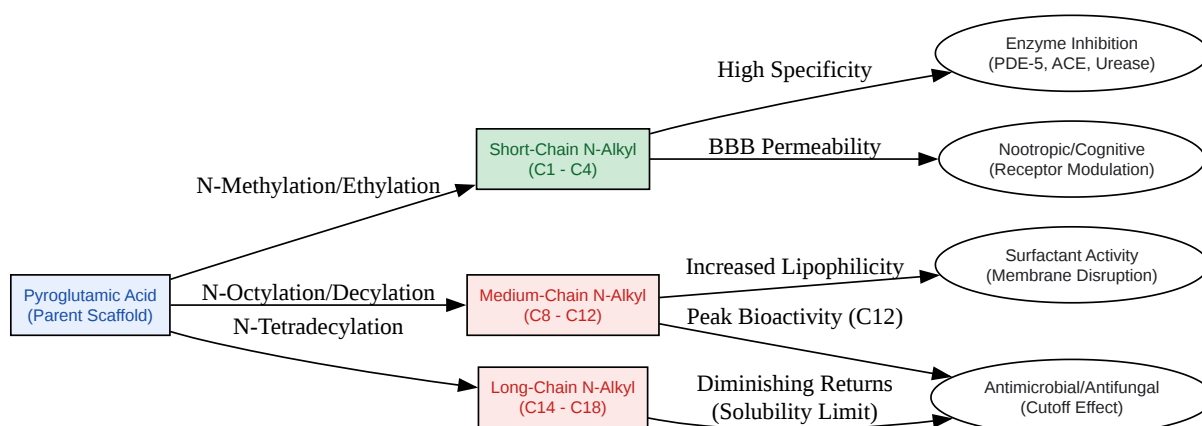 Enzyme Inhibition
(PDE-5, ACE, Urease)
High Specificity
Short-Chain N-Alkyl
(C1 - C4)
BBB Permeability
Nootropic/Cognitive
(Receptor Modulation)
N-Methylation/Ethylation
Surfactant Activity
(Membrane Disruption)
Increased Lipophilicity
Pyroglutamic Acid
(Parent Scaffold)
N-Octylation/Decylation
Medium-Chain N-Alkyl
(C8 - C12)
Peak Bioactivity (C12)
N-Tetradecylation
Long-Chain N-Alkyl
(C14 - C18)
Diminishing Returns
(Solubility Limit)
Antimicrobial/Antifungal
(Cutoff Effect)